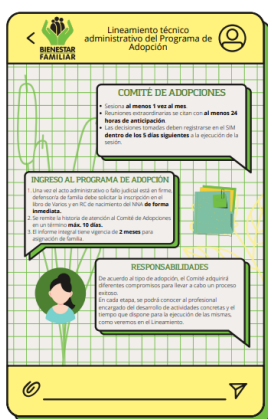 BIENESTAR
FAMILIAR
Lineamiento técnico
administrativo del Programa de
Adopción
COMITÉ DE ADOPCIONES
• Sesiona al menos 1 vez al mes.
• Reuniones extraordinarias se citan con al menos 24
horas de anticipación.
• Las decisiones tomadas deben registrarse en el SIM
dentro de los 5 días siguientes a la ejecución de la
sesión.
INGRESO AL PROGRAMA DE ADOPCIÓN
1. Una vez el acto administrativo o fallo judicial está en firme,
defensor/a de familia debe solicitar la inscripción en el
libro de Varios y en RC de nacimiento del NNA de forma
inmediata.
2. Se remite la historia de atención al Comité de Adopciones
en un término máx. 10 días.
3. El informe integral tiene vigencia de 2 meses para
asignación de familia.
RESPONSABILIDADES
De acuerdo al tipo de adopción, el Comité adquirirá
diferentes compromisos para llevar a cabo un proceso
exitoso.
En cada etapa, se podrá conocer al profesional
encargado del desarrollo de actividades concretas y el
tiempo que dispone para la ejecución de las mismas,
como veremos en el Lineamiento.